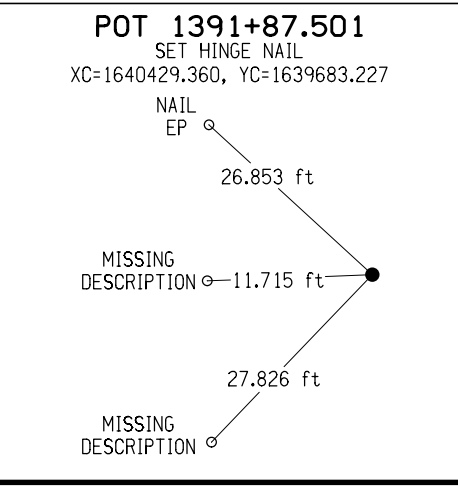 POT 1391+87.501
SET HINGE NAIL
XC=1640429.360, YC=1639683.227
NAIL
EP
26.853 ft
MISSING
DESCRIPTION
11.715 ft
27.826 ft
MISSING
DESCRIPTION